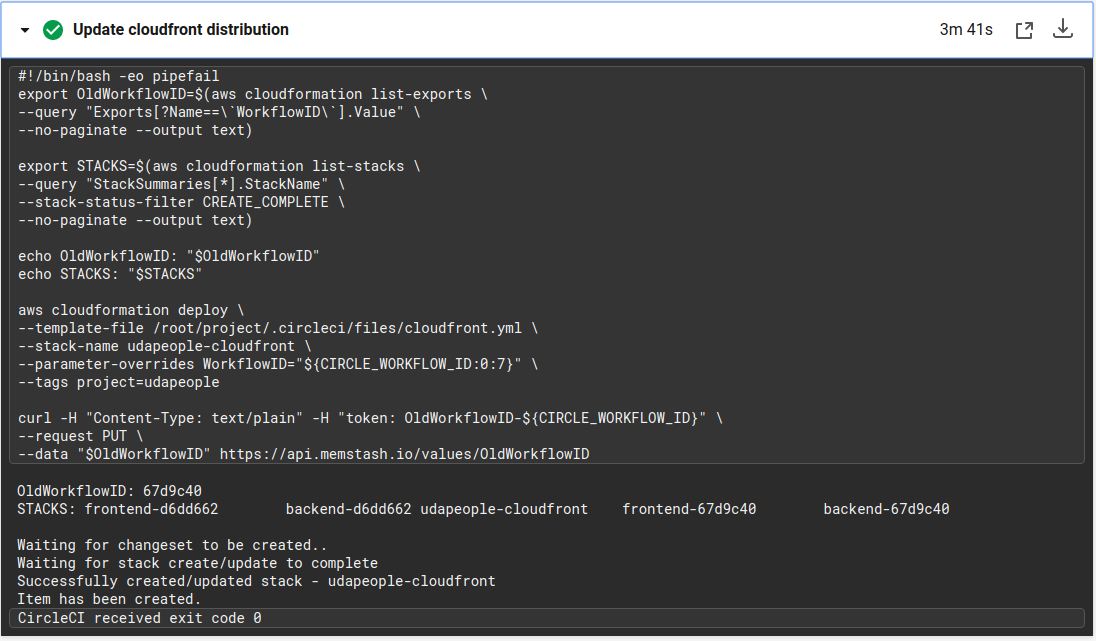 Update cloudfront distribution 3m 41s
#!/bin/bash -eo pipefail
export OldWorkflowID=$(aws cloudformation list-exports \
--query "Exports[?Name==\`WorkflowID\`].Value" \
--no-paginate --output text)
export STACKS=$(aws cloudformation list-stacks \
--query "StackSummaries[*].StackName" \
--stack-status-filter CREATE_COMPLETE \
--no-paginate --output text)
echo OldWorkflowID: "$OldWorkflowID"
echo STACKS: "$STACKS"
aws cloudformation deploy \
--template-file /root/project/.circleci/files/cloudfront.yml \
--stack-name udapeople-cloudfront \
--parameter-overrides WorkflowID="${CIRCLE_WORKFLOW_ID:0:7}" \
--tags project=udapeople
curl -H "Content-Type: text/plain" -H "token: OldWorkflowID-${CIRCLE_WORKFLOW_ID}" \
--request PUT \
--data "$OldWorkflowID" https://api.memstash.io/values/OldWorkflowID
OldWorkflowID: 67d9c40
STACKS: frontend-d6dd662 backend-d6dd662 udapeople-cloudfront frontend-67d9c40 backend-67d9c40
Waiting for changeset to be created..
Waiting for stack create/update to complete
Successfully created/updated stack - udapeople-cloudfront
Item has been created.
CircleCI received exit code 0